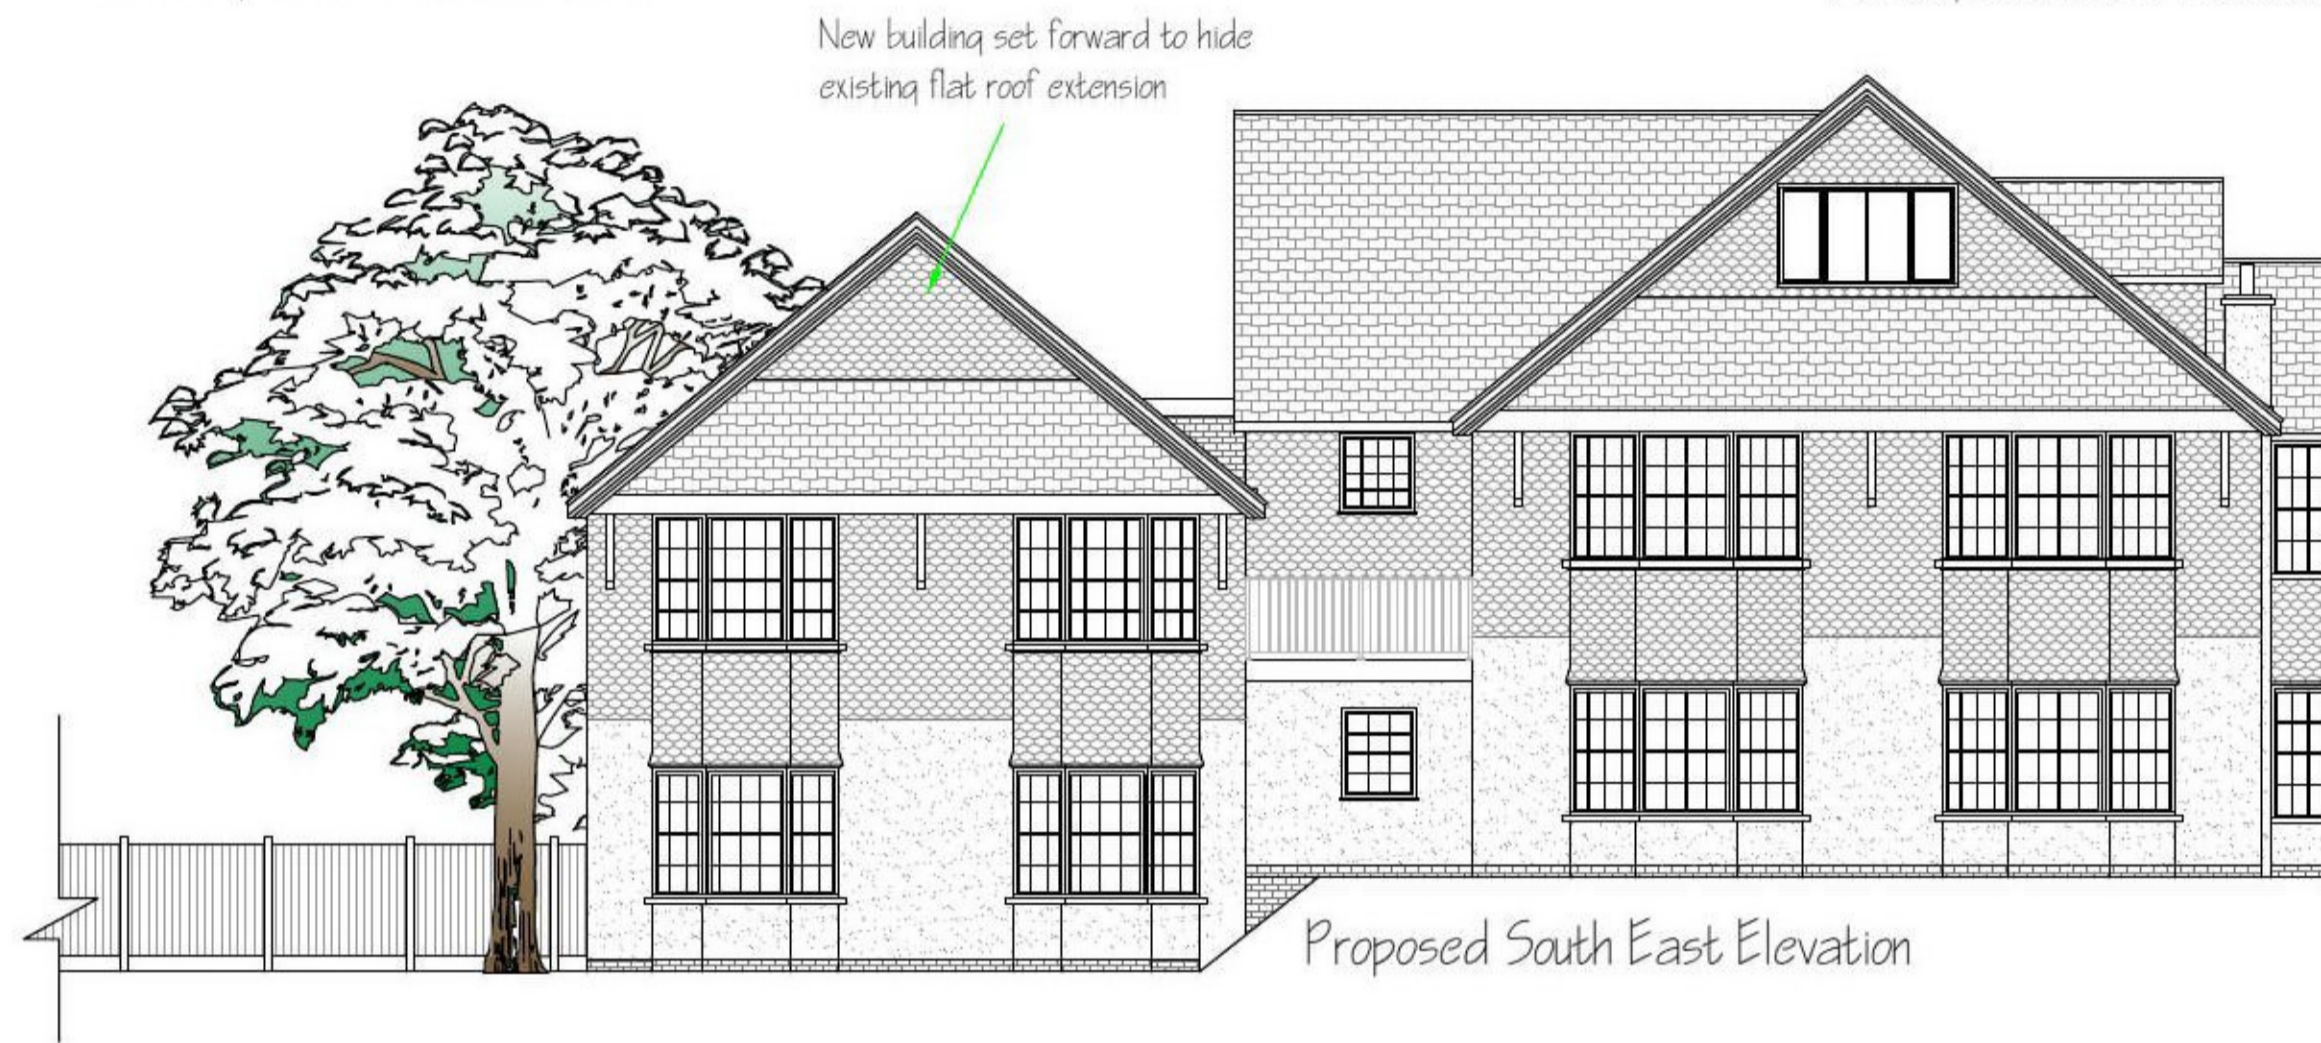 New building set forward to hide
existing flat roof extension
Proposed South East Elevation